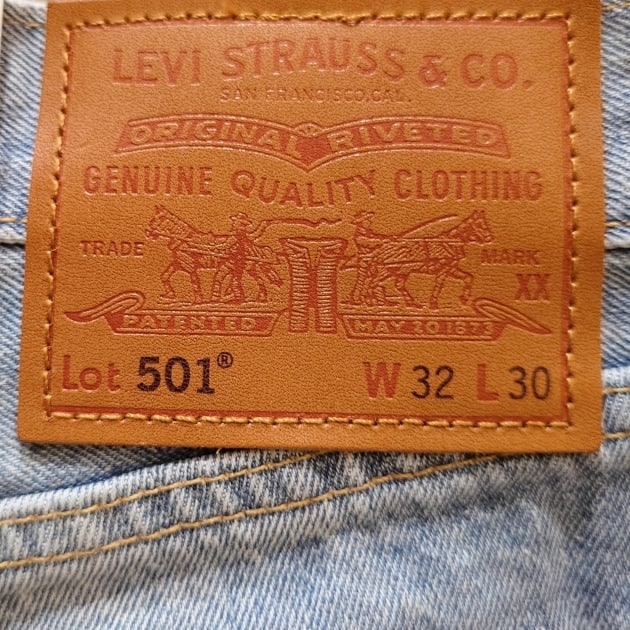 LEVI STRAUSS & CO.
SAN FRANCISCO, CAL.
ORIGINAL RIVETED
GENUINE QUALITY CLOTHING
TRADE MARK
XX
PATENTED MAY 20 1873
Lot 501® W 32 L 30